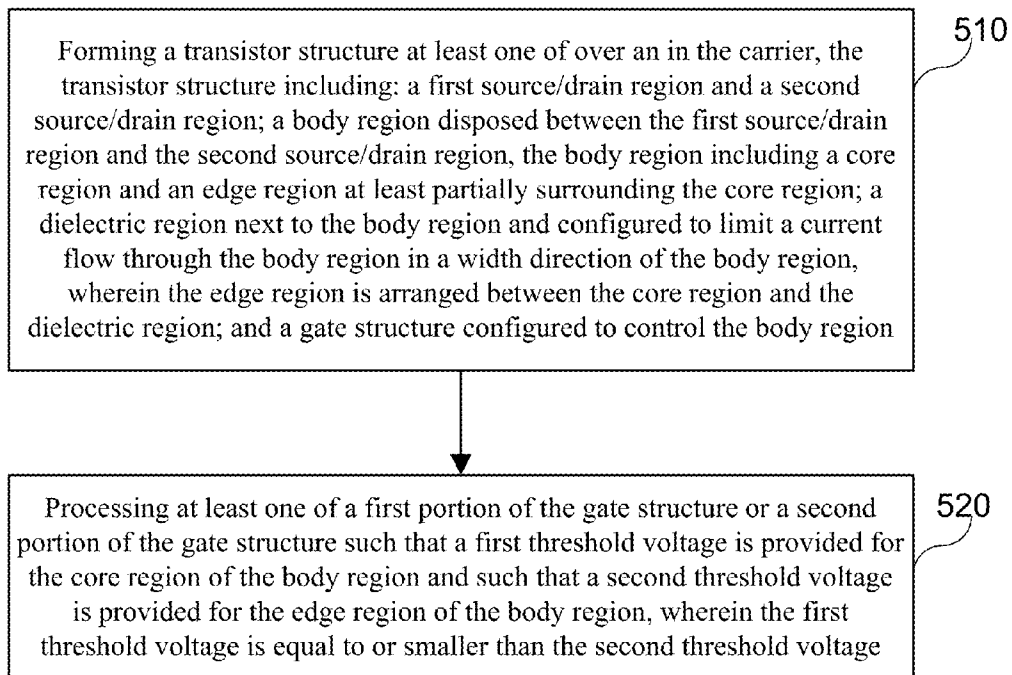 Forming a transistor structure at least one of over an in the carrier, the
transistor structure including: a first source/drain region and a second
source/drain region; a body region disposed between the first source/drain
region and the second source/drain region, the body region including a core
region and an edge region at least partially surrounding the core region; a
dielectric region next to the body region and configured to limit a current
flow through the body region in a width direction of the body region,
wherein the edge region is arranged between the core region and the
dielectric region; and a gate structure configured to control the body region
510
Processing at least one of a first portion of the gate structure or a second
portion of the gate structure such that a first threshold voltage is provided for
the core region of the body region and such that a second threshold voltage
is provided for the edge region of the body region, wherein the first
threshold voltage is equal to or smaller than the second threshold voltage
520